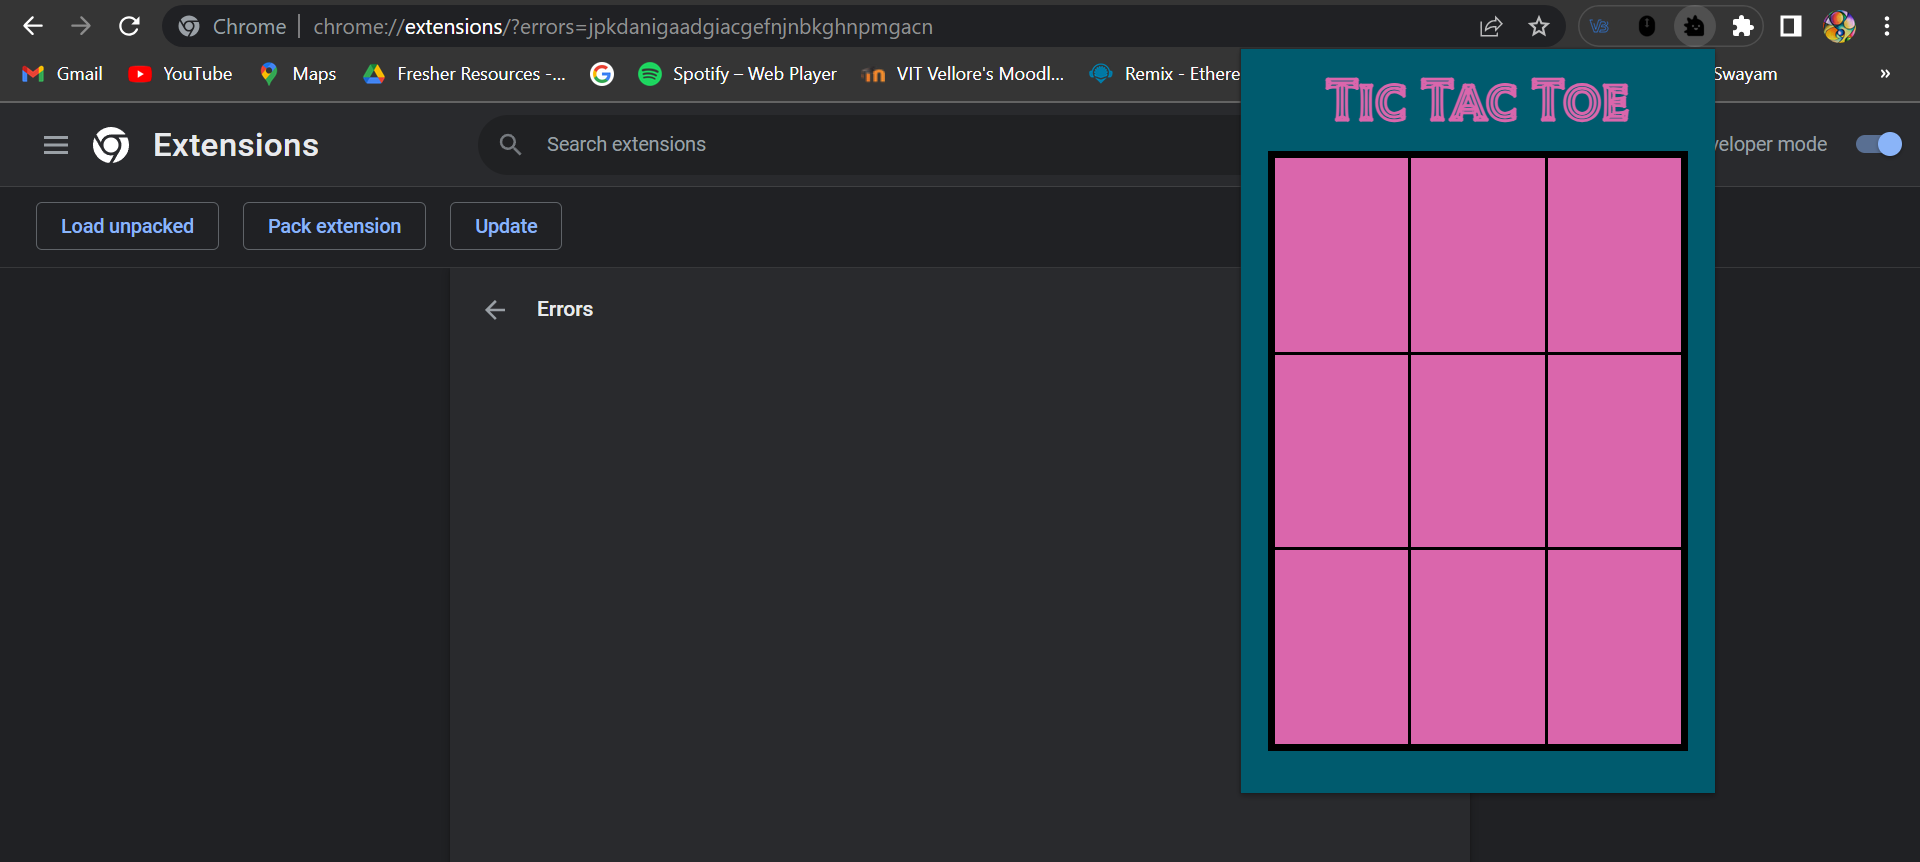 Chrome chrome://extensions/?errors=jpkdanigaadgiacgefnjnbkghnpmgacn
Gmail YouTube Maps Fresher Resources -... Spotify – Web Player VIT Vellore's Moodl... Remix - Ethere Swayam »
Tic Tac Toe
Extensions Search extensions veloper mode
Load unpacked Pack extension Update
Errors